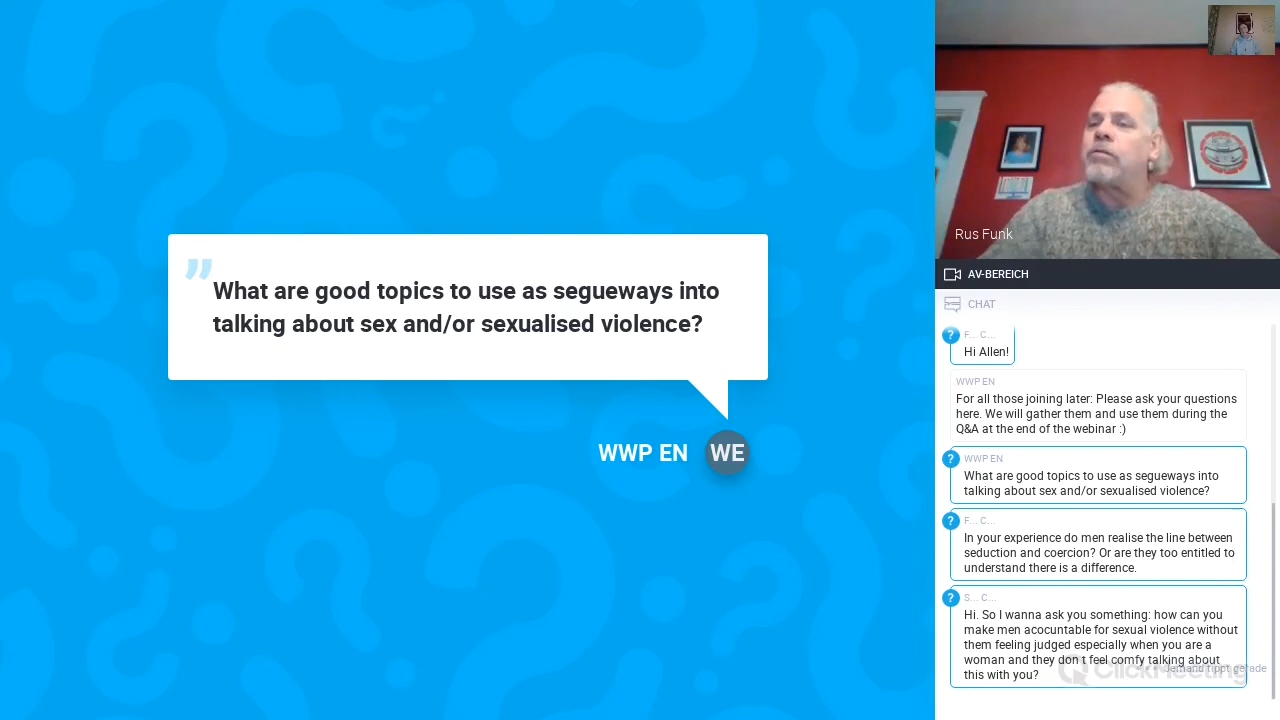 ”
What are good topics to use as segueways into
talking about sex and/or sexualised violence?
WWP EN WE
Rus Funk
AV-BEREICH
CHAT
? F... C...
Hi Allen!
WWP EN
For all those joining later: Please ask your questions
here. We will gather them and use them during the
Q&A at the end of the webinar :)
? WWP EN
What are good topics to use as segueways into
talking about sex and/or sexualised violence?
? F... C...
In your experience do men realise the line between
seduction and coercion? Or are they too entitled to
understand there is a difference.
? S... C...
Hi. So I wanna ask you something: how can you
make men acocuntable for sexual violence without
them feeling judged especially when you are a
woman and they don t feel comfy talking about
this with you?
Jemand tippt gerade
ClickMeeting